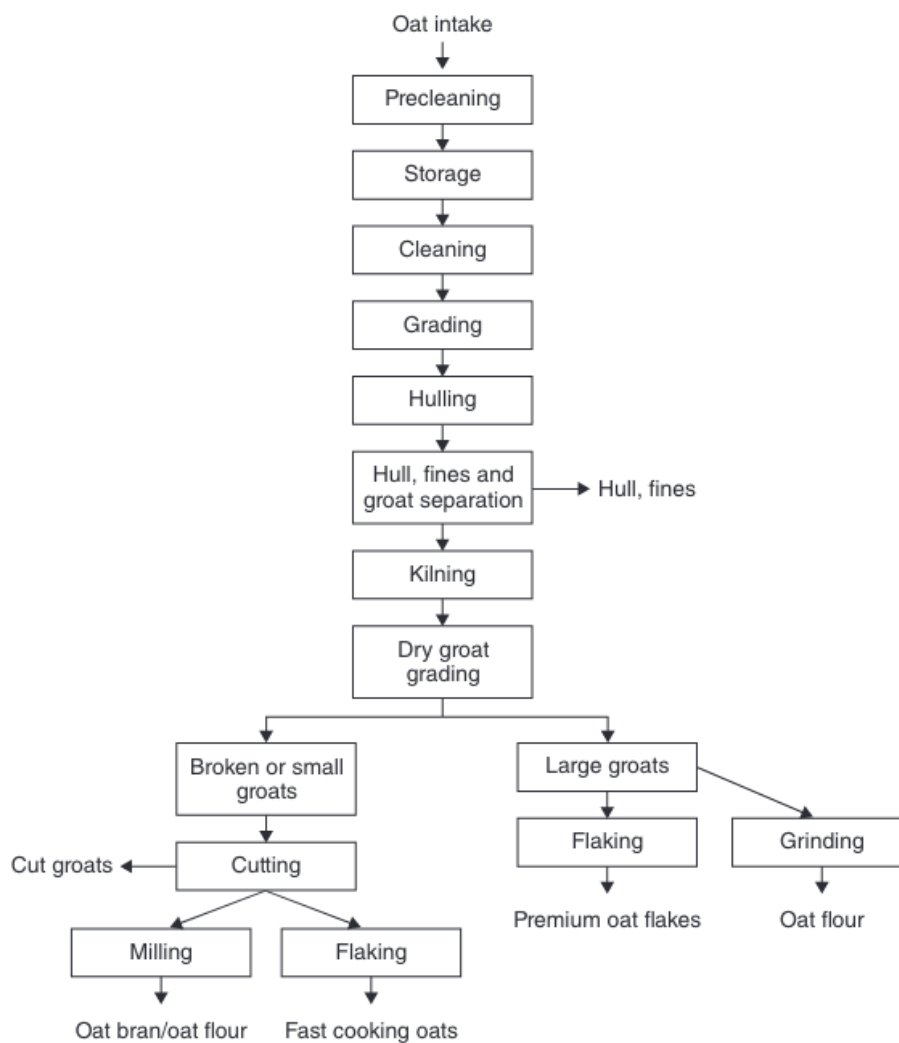 Oat intake
Precleaning
Storage
Cleaning
Grading
Hulling
Hull, fines and
groat separation
Hull, fines
Kilning
Dry groat
grading
Broken or small
groats
Large groats
Cut groats
Cutting
Flaking
Grinding
Premium oat flakes
Oat flour
Milling
Flaking
Oat bran/oat flour
Fast cooking oats